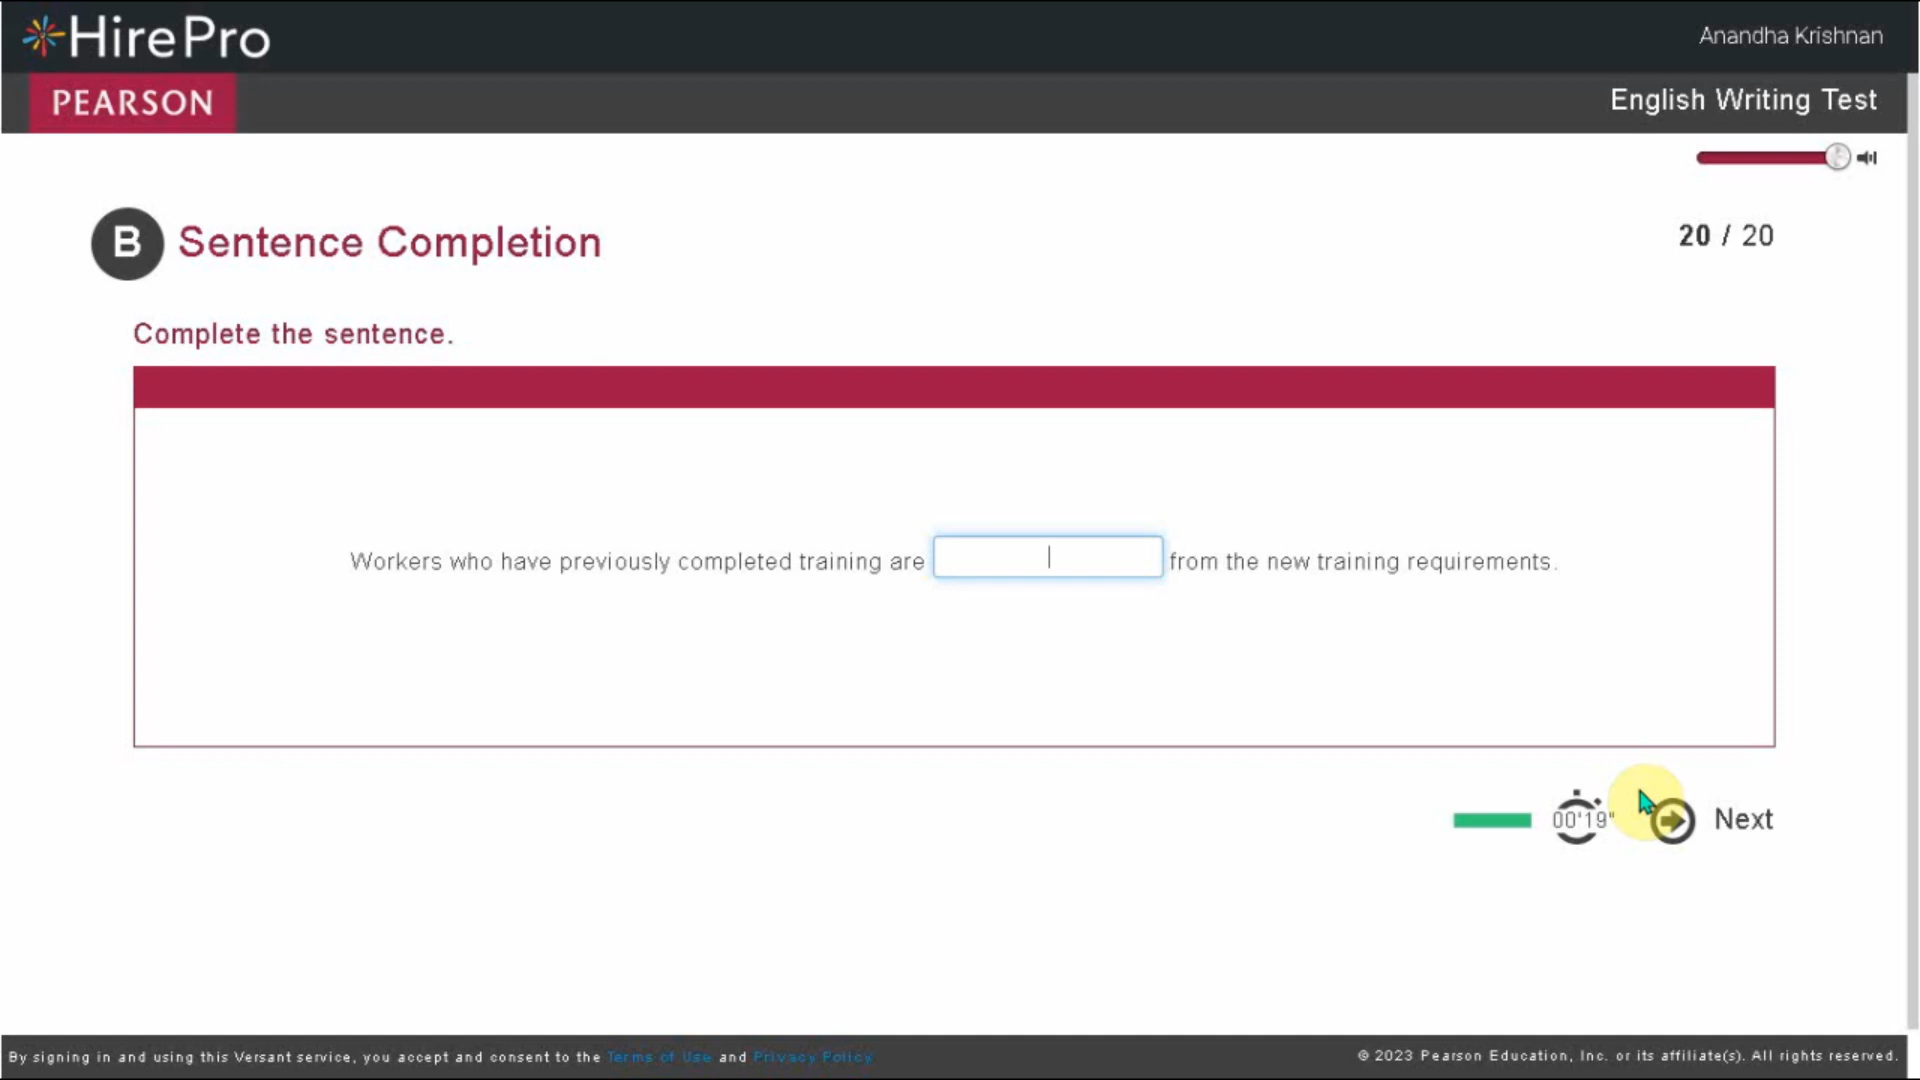 HirePro
Anandha Krishnan
PEARSON
English Writing Test
B Sentence Completion
20 / 20
Complete the sentence.
Workers who have previously completed training are from the new training requirements.
00'19"
Next
By signing in and using this Versant service, you accept and consent to the Terms of Use and Privacy Policy
© 2023 Pearson Education, Inc. or its affiliate(s). All rights reserved.